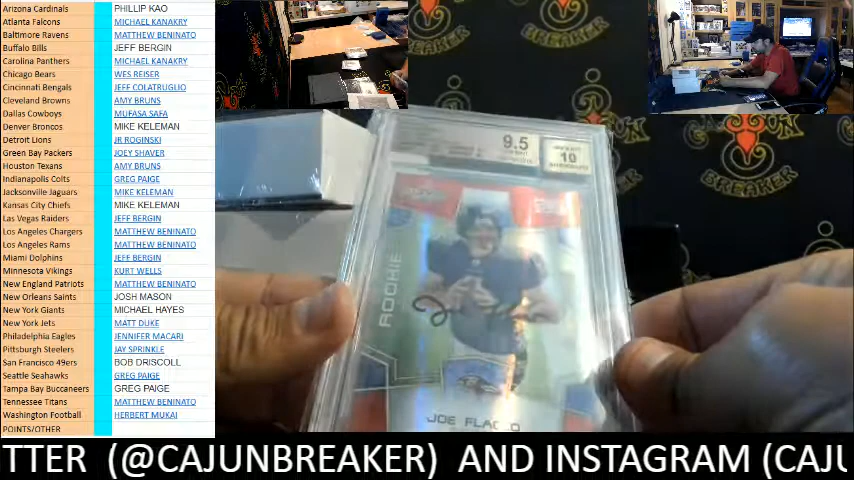 Arizona Cardinals PHILLIP KAO
Atlanta Falcons MICHAEL KANAKRY
Baltimore Ravens MATTHEW BENINATO
Buffalo Bills JEFF BERGIN
Carolina Panthers MICHAEL KANAKRY
Chicago Bears WES REISER
Cincinnati Bengals JEFF COLATRUGLIO
Cleveland Browns AMY BRUNS
Dallas Cowboys MUFASA SAFA
Denver Broncos MIKE KELEMAN
Detroit Lions JR ROGINSKI
Green Bay Packers JOEY SHAVER
Houston Texans AMY BRUNS
Indianapolis Colts GREG PAIGE
Jacksonville Jaguars MIKE KELEMAN
Kansas City Chiefs MIKE KELEMAN
Las Vegas Raiders JEFF BERGIN
Los Angeles Chargers MATTHEW BENINATO
Los Angeles Rams MATTHEW BENINATO
Miami Dolphins JEFF BERGIN
Minnesota Vikings KURT WELLS
New England Patriots MATTHEW BENINATO
New Orleans Saints JOSH MASON
New York Giants MICHAEL HAYES
New York Jets MATT DUKE
Philadelphia Eagles JENNIFER MACARI
Pittsburgh Steelers JAY SPRINKLE
San Francisco 49ers BOB DRISCOLL
Seattle Seahawks GREG PAIGE
Tampa Bay Buccaneers GREG PAIGE
Tennessee Titans MATTHEW BENINATO
Washington Football HERBERT MUKAI
POINTS/OTHER
9.5
10
ROOKIE
JOE FLACCO
CAJUN
BREAKER
TTER (@CAJUNBREAKER) AND INSTAGRAM (CAJU